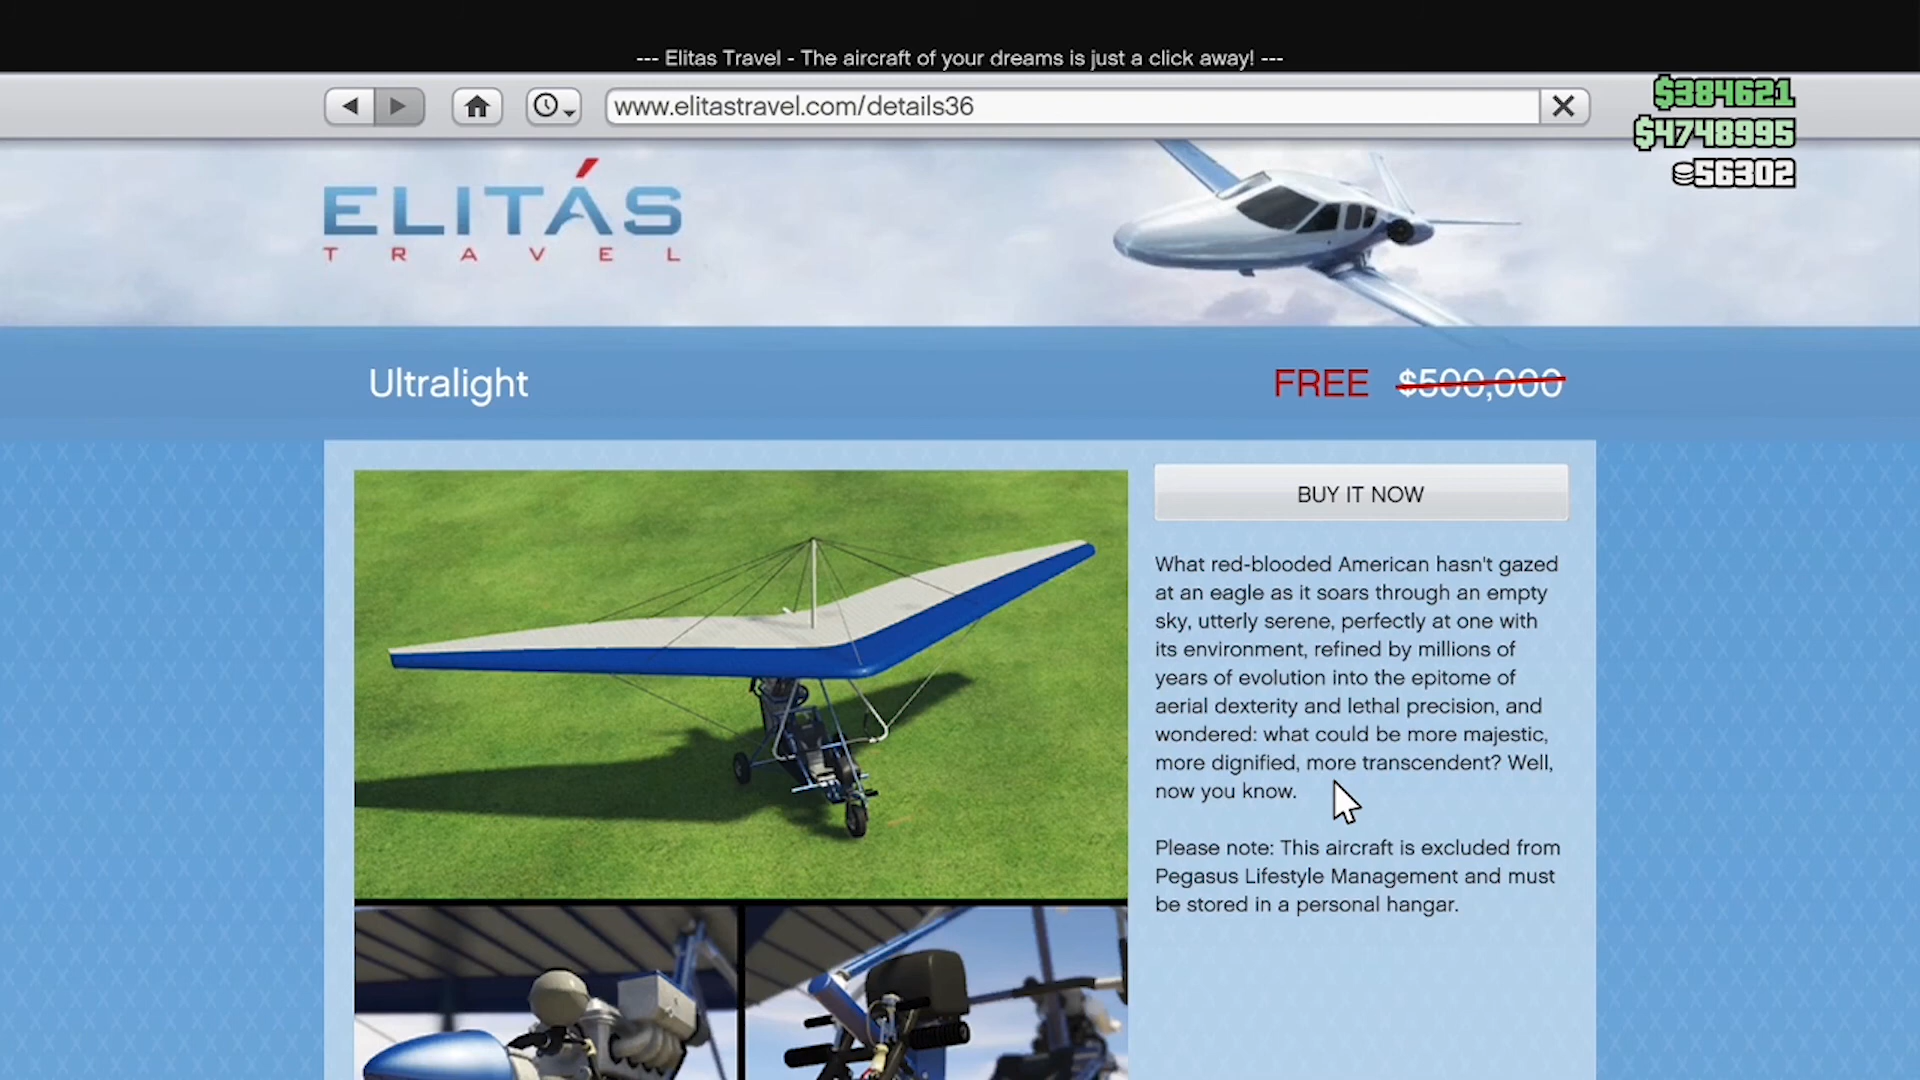 --- Elitas Travel - The aircraft of your dreams is just a click away! ---
www.elitastravel.com/details36
$384621
$4748995
56302
ELITÁS
TRAVEL
Ultralight
FREE $500,000
BUY IT NOW
What red-blooded American hasn't gazed
at an eagle as it soars through an empty
sky, utterly serene, perfectly at one with
its environment, refined by millions of
years of evolution into the epitome of
aerial dexterity and lethal precision, and
wondered: what could be more majestic,
more dignified, more transcendent? Well,
now you know.
Please note: This aircraft is excluded from
Pegasus Lifestyle Management and must
be stored in a personal hangar.